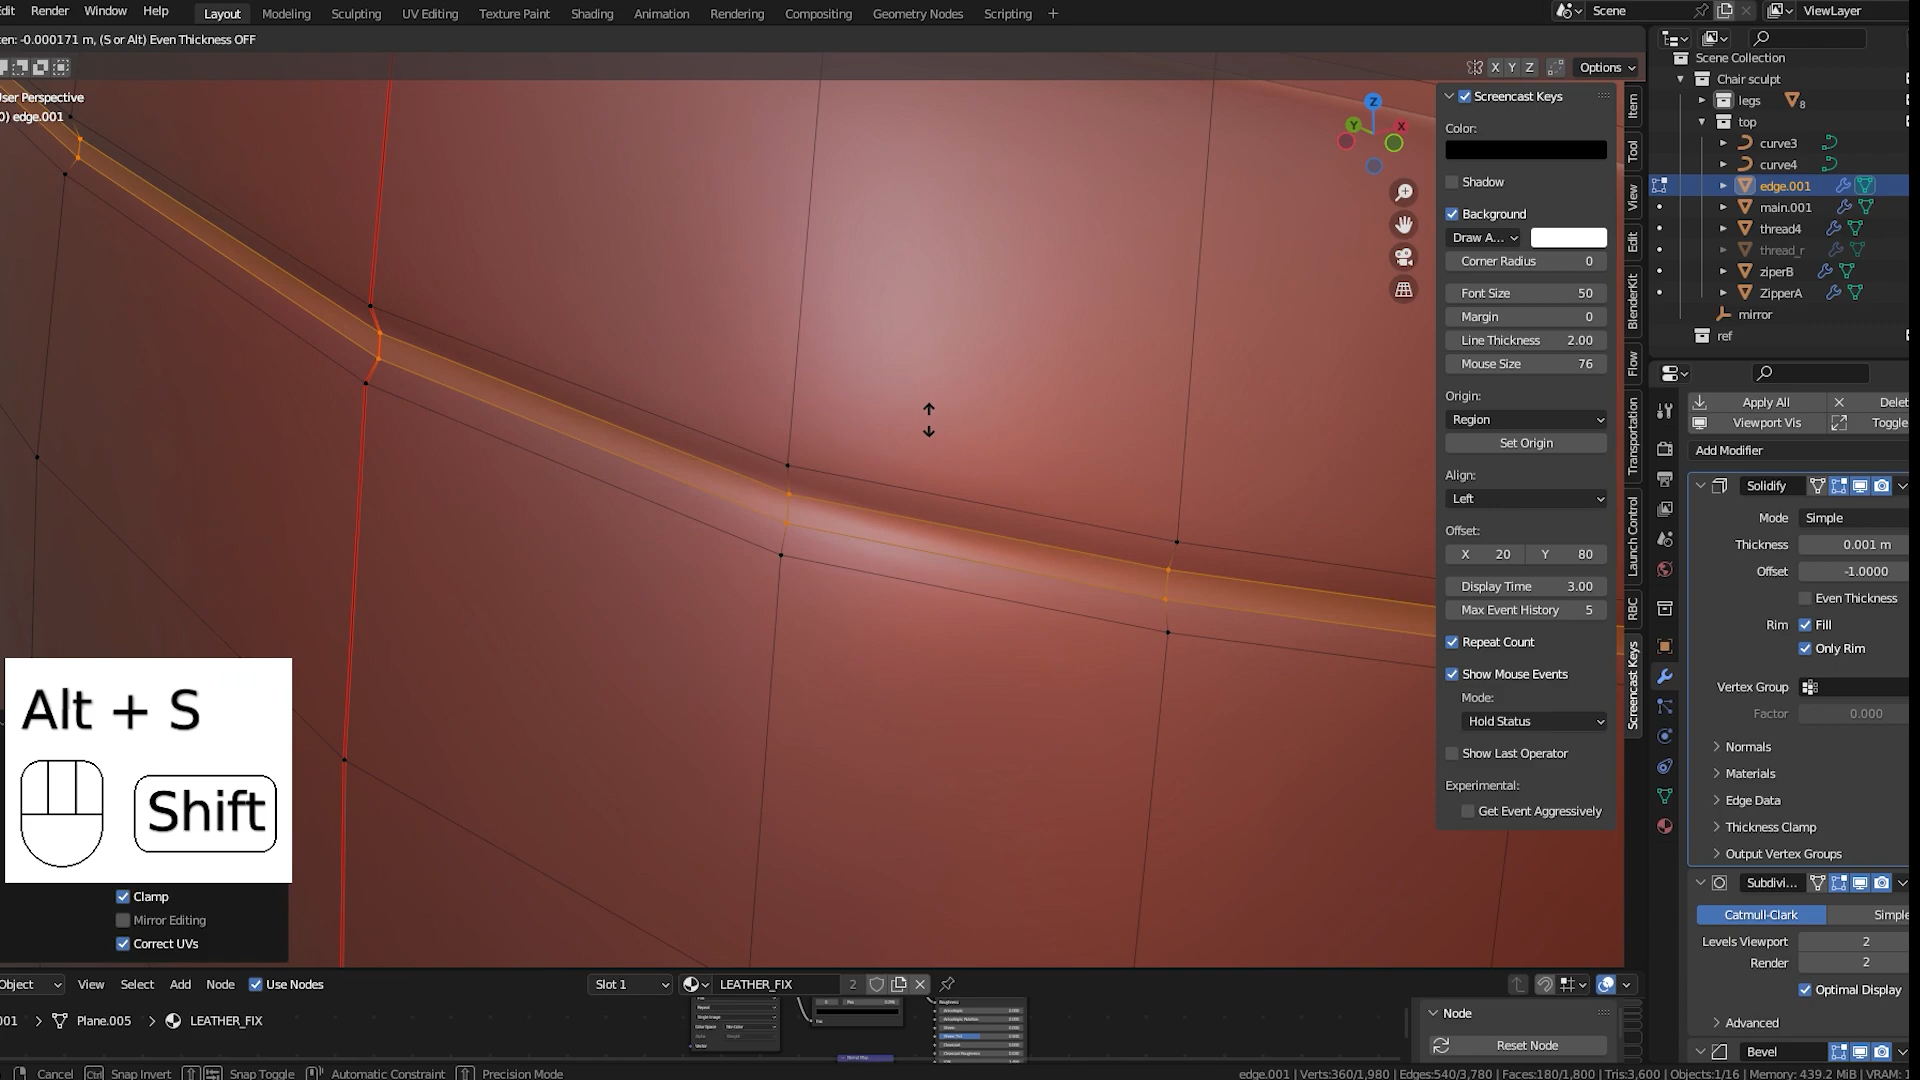 Render Window Help Layout Modeling Sculpting UV Editing Texture Paint Shading Animation Rendering Compositing Geometry Nodes Scripting + Scene ViewLayer
-0.000171 m, (S or Alt) Even Thickness OFF
X Y Z Options
User Perspective
edge.001
Z
Y
X
Screencast Keys
Color:
Shadow
Background
Draw A...
Corner Radius 0
Font Size 50
Margin 0
Line Thickness 2.00
Mouse Size 76
Origin:
Region
Set Origin
Align:
Left
Offset:
X 20 Y 80
Display Time 3.00
Max Event History 5
Repeat Count
Show Mouse Events
Mode:
Hold Status
Show Last Operator
Experimental:
Get Event Aggressively
Item
Tool
View
Edit
BlenderKit
Flow
Transportation
Launch Control
RBC
Screencast Keys
Scene Collection
Chair sculpt
legs 8
top
curve3
curve4
edge.001
main.001
thread4
thread_r
ziperB
ZipperA
mirror
ref
Apply All Delet
Viewport Vis Toggle
Add Modifier
Solidify
Mode Simple
Thickness 0.001 m
Offset -1.0000
Even Thickness
Rim Fill
Only Rim
Vertex Group
Factor 0.000
Normals
Materials
Edge Data
Thickness Clamp
Output Vertex Groups
Subdivi...
Catmull-Clark Simple
Levels Viewport 2
Render 2
Optimal Display
Advanced
Bevel
Alt + S
Shift
Clamp
Mirror Editing
Correct UVs
Object View Select Add Node Use Nodes Slot 1 LEATHER_FIX 2
001 Plane.005 LEATHER_FIX
Node
Reset Node
Cancel Ctrl Snap Invert Snap Toggle Automatic Constraint Precision Mode edge.001 | Verts:360/1,980 | Edges:540/3,780 | Faces:180/1,800 | Tris:3,600 | Objects:1/16 | Memory: 439.2 MiB | VRAM: